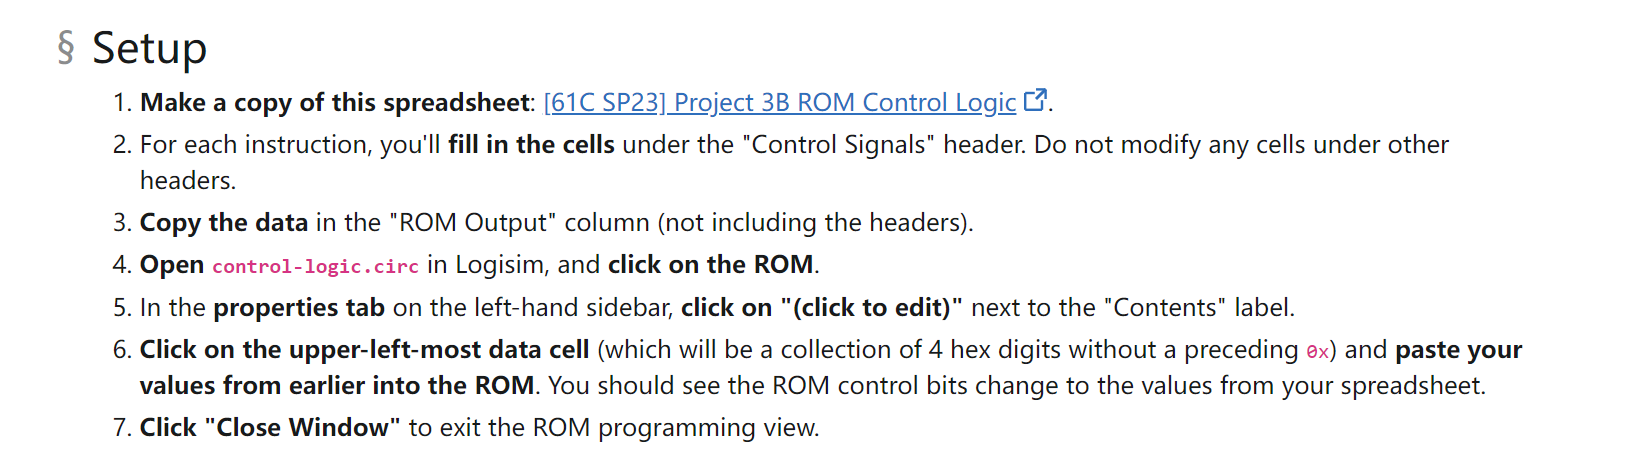 § Setup
1. Make a copy of this spreadsheet: [61C SP23] Project 3B ROM Control Logic.
2. For each instruction, you'll fill in the cells under the "Control Signals" header. Do not modify any cells under other
headers.
3. Copy the data in the "ROM Output" column (not including the headers).
4. Open control-logic.circ in Logisim, and click on the ROM.
5. In the properties tab on the left-hand sidebar, click on "(click to edit)" next to the "Contents" label.
6. Click on the upper-left-most data cell (which will be a collection of 4 hex digits without a preceding 0x) and paste your
values from earlier into the ROM. You should see the ROM control bits change to the values from your spreadsheet.
7. Click "Close Window" to exit the ROM programming view.